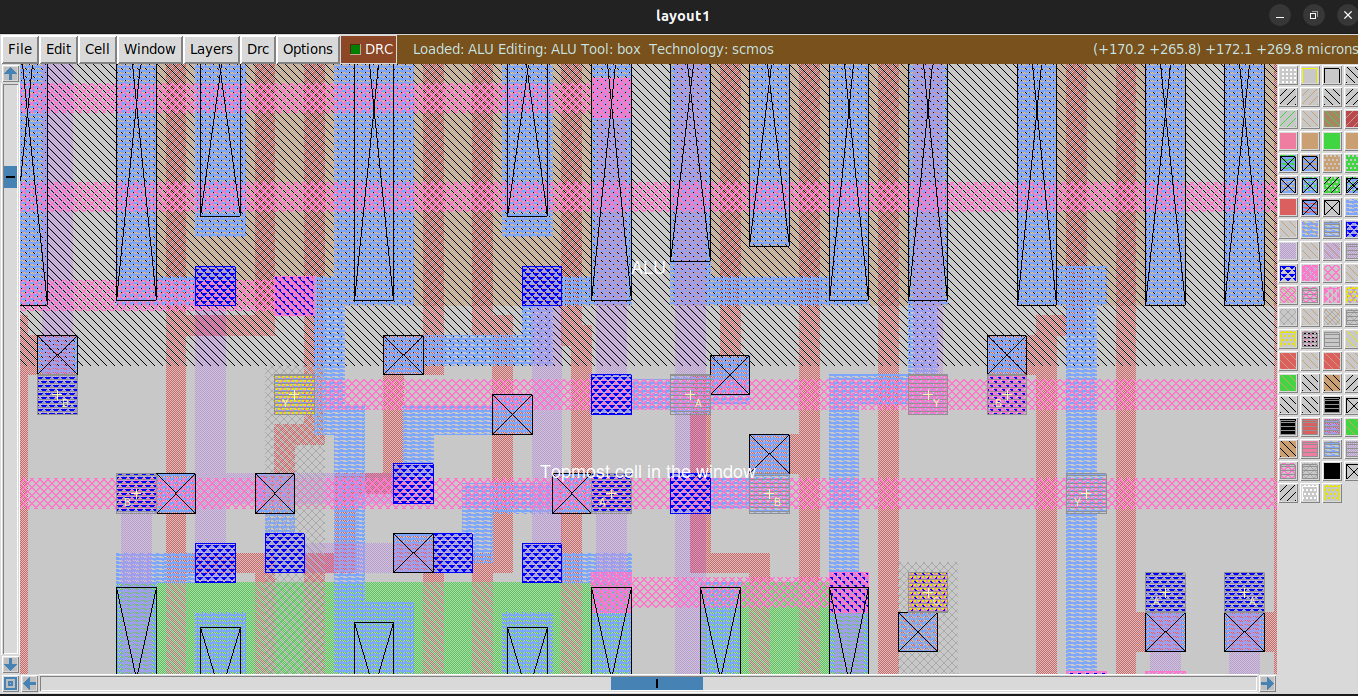 layout1
File Edit Cell Window Layers Drc Options DRC Loaded: ALU Editing: ALU Tool: box Technology: scmos (+170.2 +265.8) +172.1 +269.8 microns
ALU
A
Y
Topmost cell in the window
B
Y